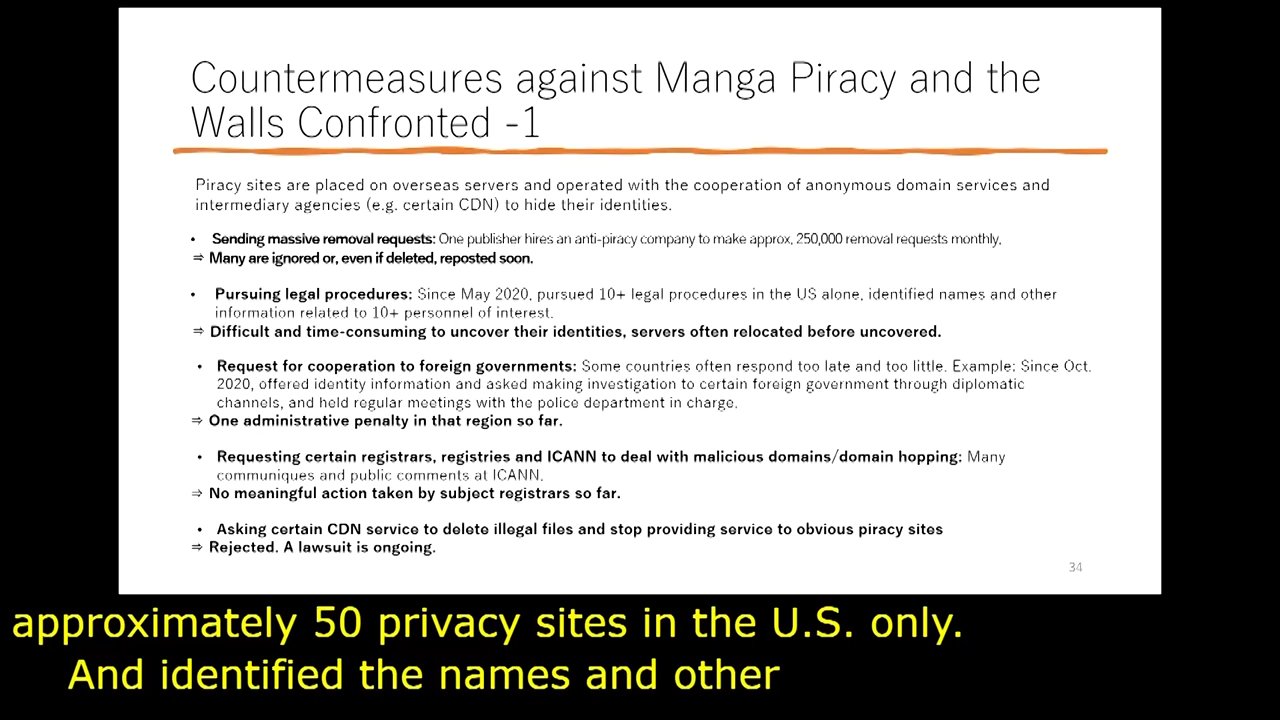 Countermeasures against Manga Piracy and the
Walls Confronted -1
Piracy sites are placed on overseas servers and operated with the cooperation of anonymous domain services and
intermediary agencies (e.g. certain CDN) to hide their identities.
• Sending massive removal requests: One publisher hires an anti-piracy company to make approx. 250,000 removal requests monthly.
⇒ Many are ignored or, even if deleted, reposted soon.
• Pursuing legal procedures: Since May 2020, pursued 10+ legal procedures in the US alone, identified names and other
information related to 10+ personnel of interest.
⇒ Difficult and time-consuming to uncover their identities, servers often relocated before uncovered.
• Request for cooperation to foreign governments: Some countries often respond too late and too little. Example: Since Oct.
2020, offered identity information and asked making investigation to certain foreign government through diplomatic
channels, and held regular meetings with the police department in charge.
⇒ One administrative penalty in that region so far.
• Requesting certain registrars, registries and ICANN to deal with malicious domains/domain hopping: Many
communiques and public comments at ICANN.
⇒ No meaningful action taken by subject registrars so far.
• Asking certain CDN service to delete illegal files and stop providing service to obvious piracy sites
⇒ Rejected. A lawsuit is ongoing.
34
approximately 50 privacy sites in the U.S. only.
And identified the names and other